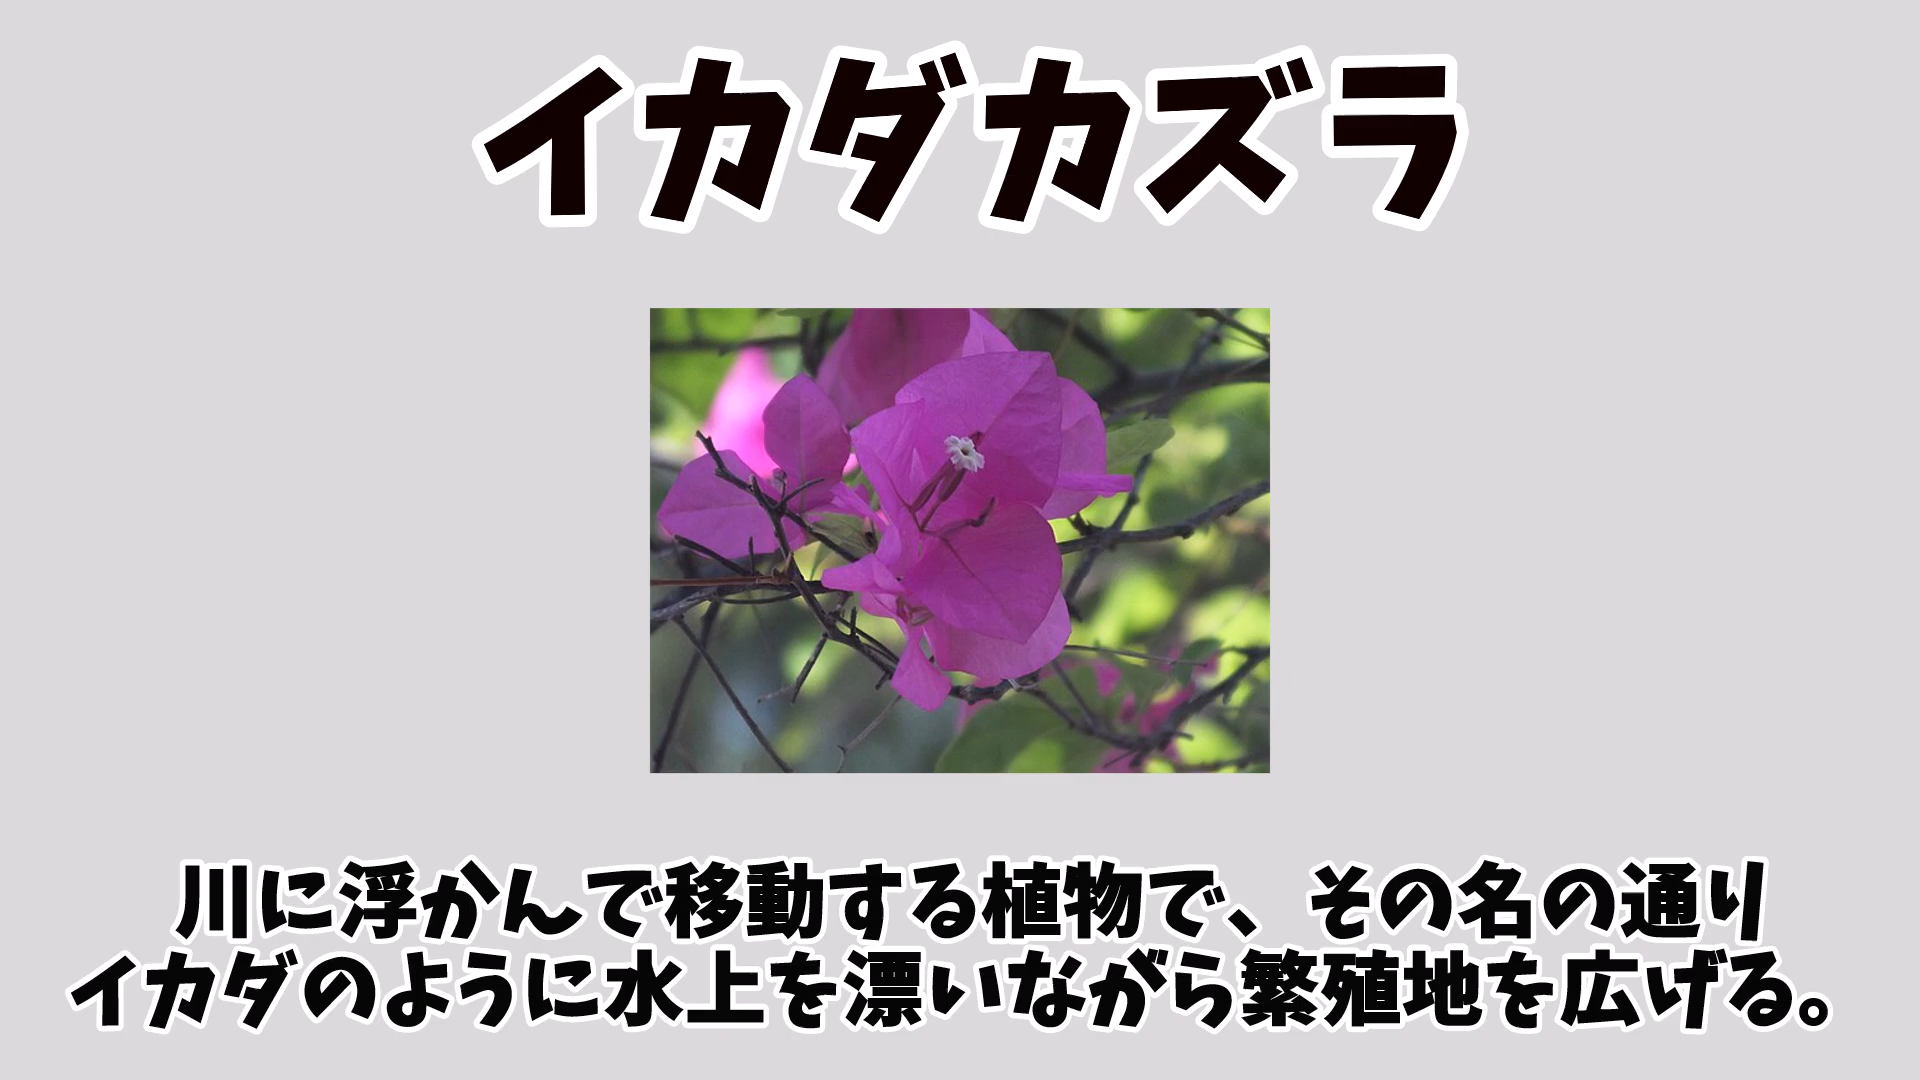 イカダカズラ
川に浮かんで移動する植物で、その名の通り
イカダのように水上を漂いながら繁殖地を広げる。